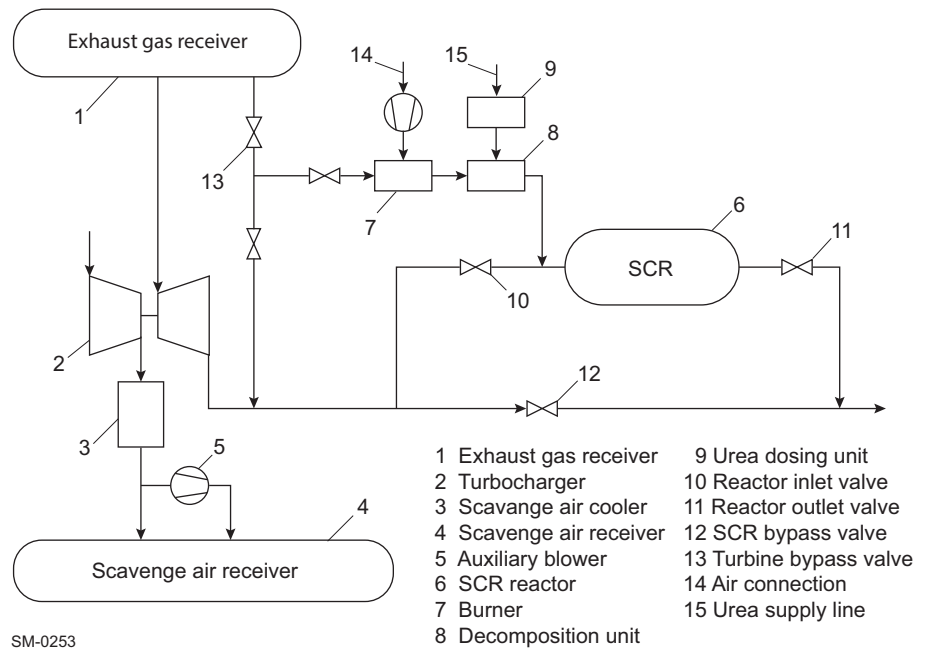 Exhaust gas receiver
14
15
9
1
8
13
7
6
11
SCR
10
2
12
3
5
4
Scavenge air receiver
1 Exhaust gas receiver
2 Turbocharger
3 Scavange air cooler
4 Scavenge air receiver
5 Auxiliary blower
6 SCR reactor
7 Burner
8 Decomposition unit
9 Urea dosing unit
10 Reactor inlet valve
11 Reactor outlet valve
12 SCR bypass valve
13 Turbine bypass valve
14 Air connection
15 Urea supply line
SM-0253